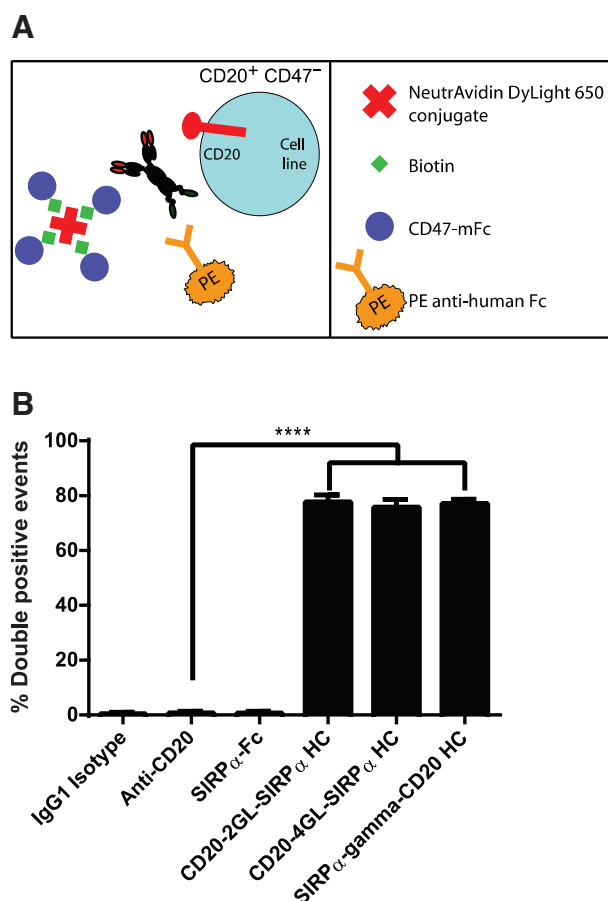 A
CD20+ CD47−
CD20
Cell
line
PE
NeutrAvidin DyLight 650
conjugate
Biotin
CD47-mFc
PE
PE anti-human Fc
B
% Double positive events
100
80
60
40
20
0
****
IgG1 Isotype
Anti-CD20
SIRPα-Fc
CD20-2GL-SIRPα HC
CD20-4GL-SIRPα HC
SIRPα-gamma-CD20 HC